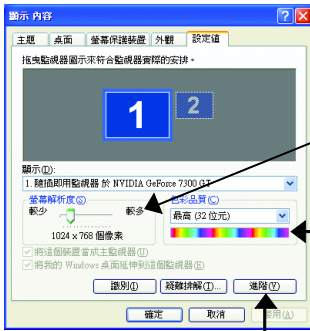 顯示 內容
主題 桌面 螢幕保護裝置 外觀 設定值
拖曳監視器圖示來符合監視器實際的安排。
1 2
顯示(D):
1. 隨插即用監視器 於 NVIDIA GeForce 7300 GT
螢幕解析度(S)
較少 較多
1024 x 768 個像素
色彩品質(C)
最高 (32 位元)
將這個裝置當成主監視器(U)
將我的 Windows 桌面延伸到這個監視器(E)
識別(I) 疑難排解(T)... 進階(V)
確定 取消 套用(A)